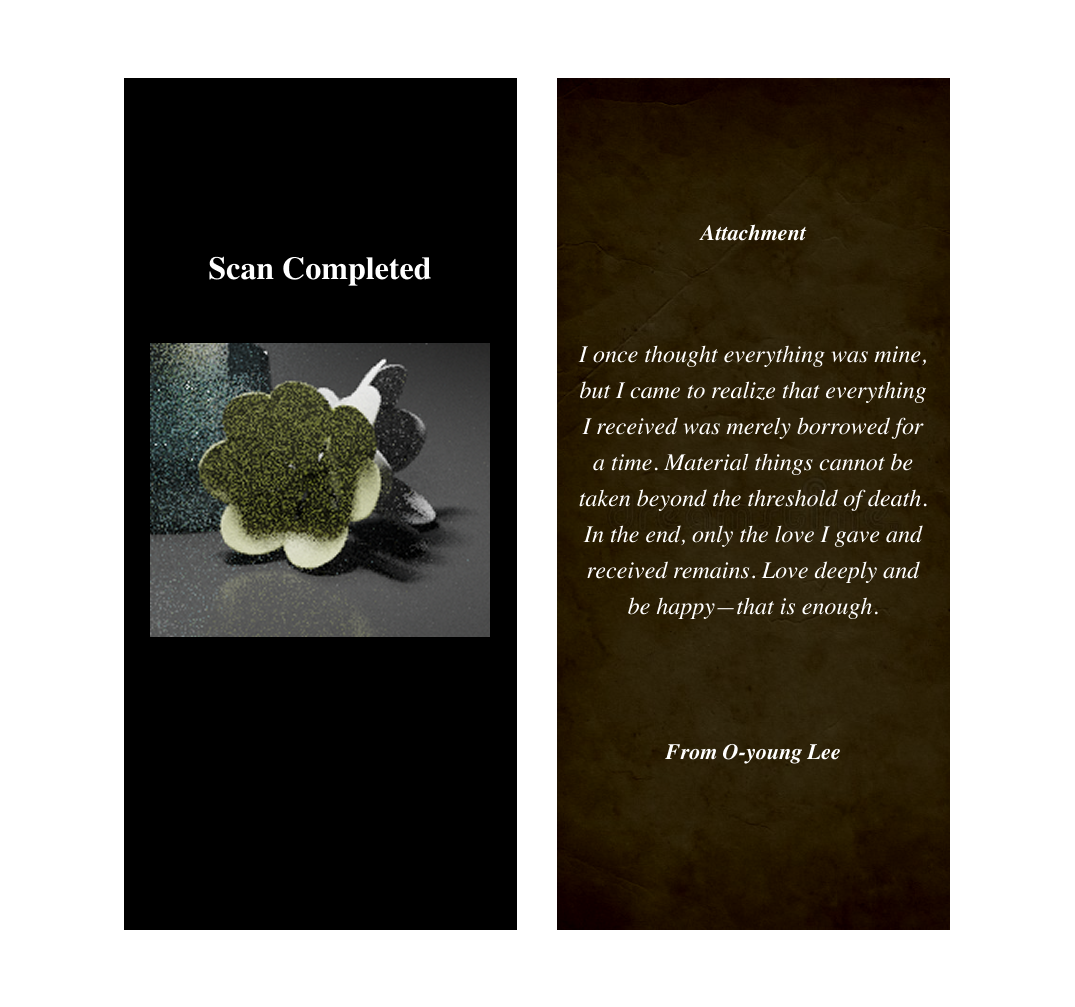 Scan Completed
Attachment
I once thought everything was mine,
but I came to realize that everything
I received was merely borrowed for
a time. Material things cannot be
taken beyond the threshold of death.
In the end, only the love I gave and
received remains. Love deeply and
be happy—that is enough.
From O-young Lee